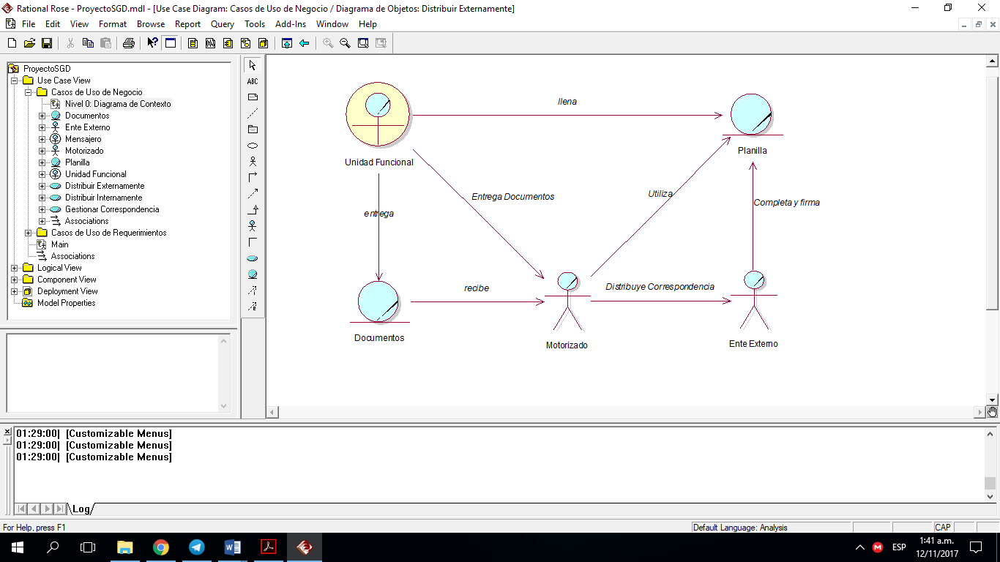 Rational Rose - ProyectoSGD.mdl - [Use Case Diagram: Casos de Uso de Negocio / Diagrama de Objetos: Distribuir Externamente]
File Edit View Format Browse Report Query Tools Add-Ins Window Help
ProyectoSGD
Use Case View
Casos de Uso de Negocio
Nivel 0: Diagrama de Contexto
Documentos
Ente Externo
Mensajero
Motorizado
Planilla
Unidad Funcional
Distribuir Externamente
Distribuir Internamente
Gestionar Correspondencia
Associations
Casos de Uso de Requerimientos
Main
Associations
Logical View
Component View
Deployment View
Model Properties
ABC
llena
Unidad Funcional
Planilla
Entrega Documentos
Utiliza
Completa y firma
entrega
recibe
Distribuye Correspondencia
Documentos
Motorizado
Ente Externo
01:29:00| [Customizable Menus]
01:29:00| [Customizable Menus]
01:29:00| [Customizable Menus]
Log
For Help, press F1
Default Language: Analysis
CAP
ESP
1:41 a.m.
12/11/2017